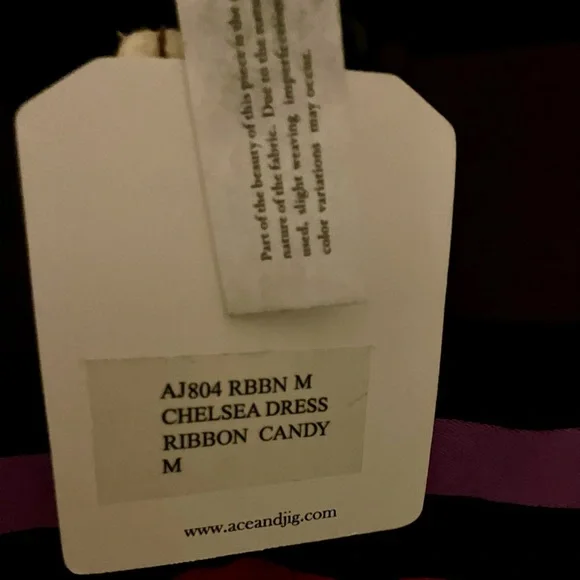 Part of the beauty of this piece is the
nature of the fabric. Due to the
used, slight weaving
color variations may occur.
AJ804 RBBN M
CHELSEA DRESS
RIBBON CANDY
M
www.aceandjig.com